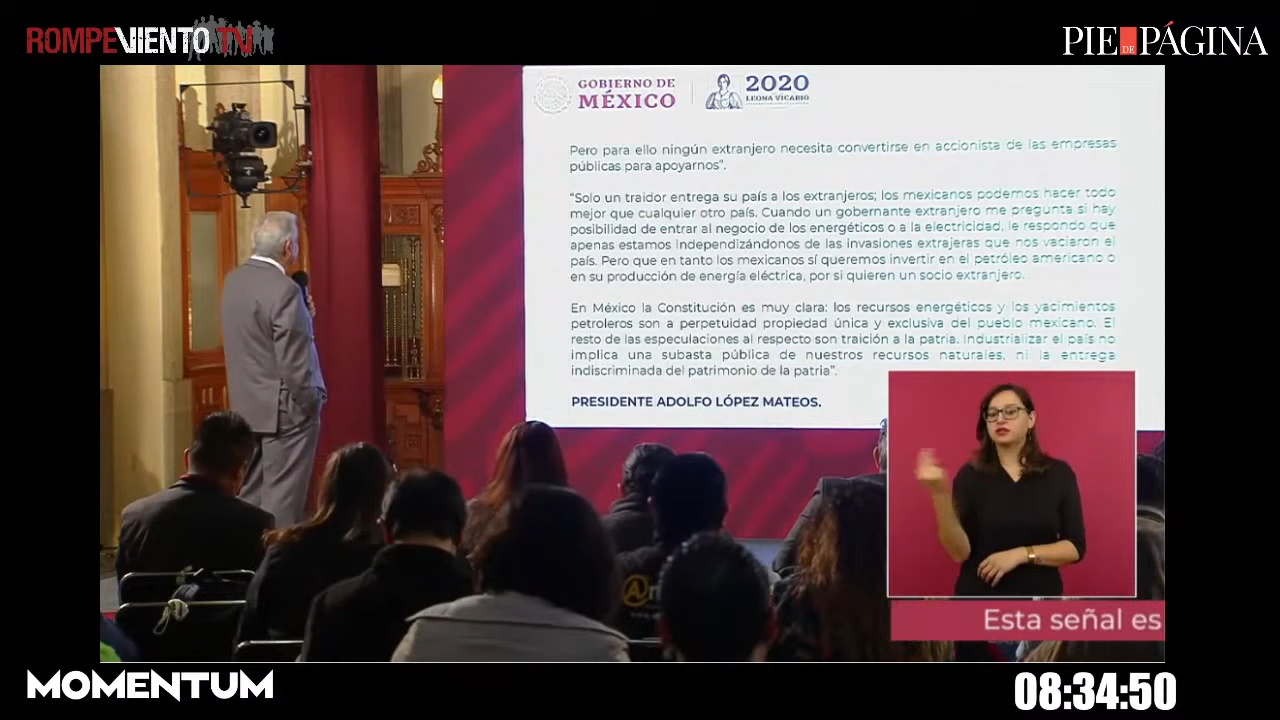 ROMPEVIENTO TV
PIE DE PÁGINA
GOBIERNO DE
MÉXICO
2020
LEONA VICARIO
Pero para ello ningún extranjero necesita convertirse en accionista de las empresas
públicas para apoyarnos”.
“Solo un traidor entrega su país a los extranjeros; los mexicanos podemos hacer todo
mejor que cualquier otro país. Cuando un gobernante extranjero me pregunta si hay
posibilidad de entrar al negocio de los energéticos o a la electricidad, le respondo que
apenas estamos independizándonos de las invasiones extrajeras que nos vaciaron el
país. Pero que en tanto los mexicanos sí queremos invertir en el petróleo americano o
en su producción de energía eléctrica, por si quieren un socio extranjero.
En México la Constitución es muy clara: los recursos energéticos y los yacimientos
petroleros son a perpetuidad propiedad única y exclusiva del pueblo mexicano. El
resto de las especulaciones al respecto son traición a la patria. Industrializar el país no
implica una subasta pública de nuestros recursos naturales, ni la entrega
indiscriminada del patrimonio de la patria”.
PRESIDENTE ADOLFO LÓPEZ MATEOS.
Esta señal es
MOMENTUM
08:34:50